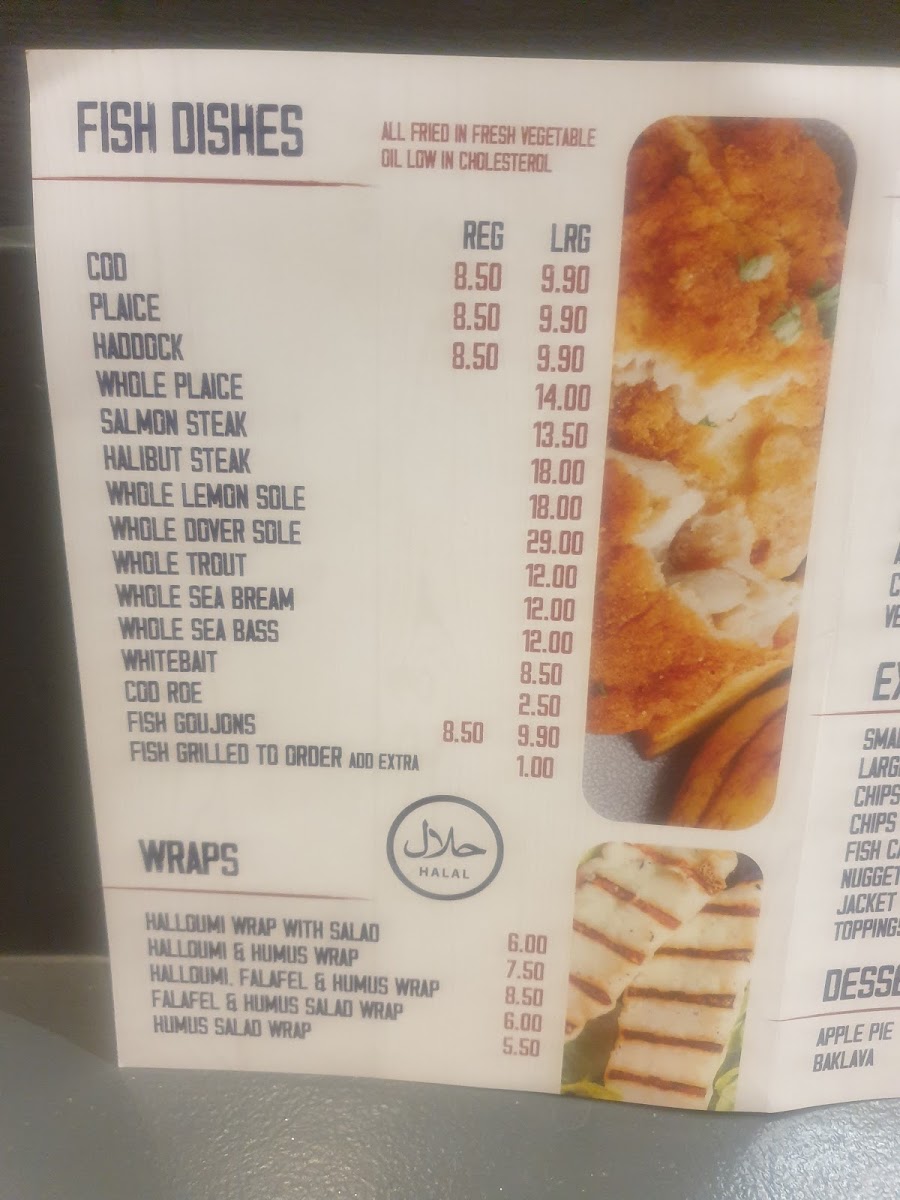 FISH DISHES
ALL FRIED IN FRESH VEGETABLE
OIL LOW IN CHOLESTEROL
REG LRG
COD 8.50 9.90
PLAICE 8.50 9.90
HADDOCK 8.50 9.90
WHOLE PLAICE 14.00
SALMON STEAK 13.50
HALIBUT STEAK 18.00
WHOLE LEMON SOLE 18.00
WHOLE DOVER SOLE 29.00
WHOLE TROUT 12.00
WHOLE SEA BREAM 12.00
WHOLE SEA BASS 12.00
WHITEBAIT 8.50
COD ROE 2.50
FISH GOUJONS 8.50 9.90
FISH GRILLED TO ORDER ADD EXTRA 1.00
حلال
HALAL
WRAPS
HALLOUMI WRAP WITH SALAD 6.00
HALLOUMI & HUMUS WRAP 7.50
HALLOUMI, FALAFEL & HUMUS WRAP 8.50
FALAFEL & HUMUS SALAD WRAP 6.00
HUMUS SALAD WRAP 5.50
CHIPS
CHIPS
FISH
JACKET
TOPPINGS
APPLE PIE
BAKLAVA